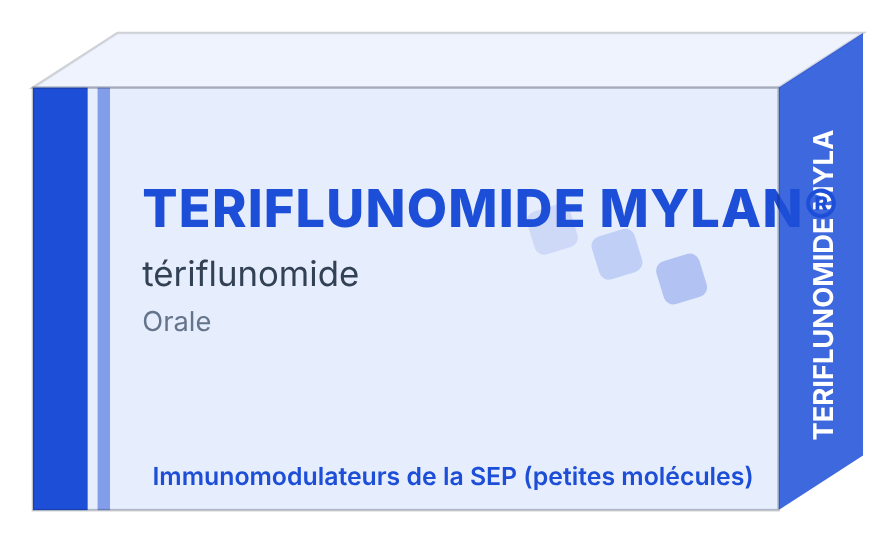 TERIFLUNOMIDE MYLAN®
tériflunomide
Orale
Immunomodulateurs de la SEP (petites molécules)
TERIFLUNOMIDE MYLA